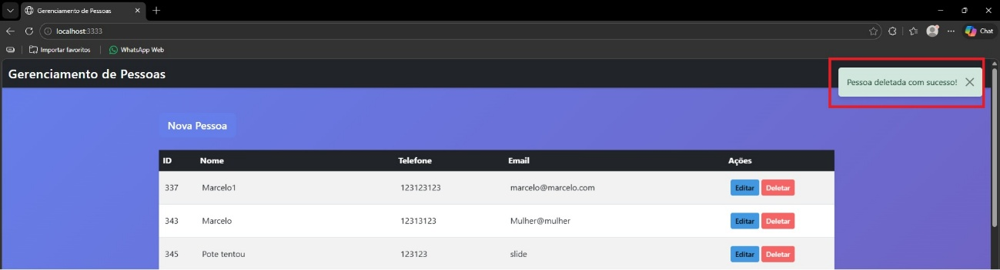 Gerenciamento de Pessoas
localhost:3333
Chat
Importar favoritos
WhatsApp Web
Gerenciamento de Pessoas
Pessoa deletada com sucesso!
Nova Pessoa
ID Nome Telefone Email Ações
337 Marcelo1 123123123 marcelo@marcelo.com Editar Deletar
343 Marcelo 12313123 Mulher@mulher Editar Deletar
345 Pote tentou 123123 slide Editar Deletar